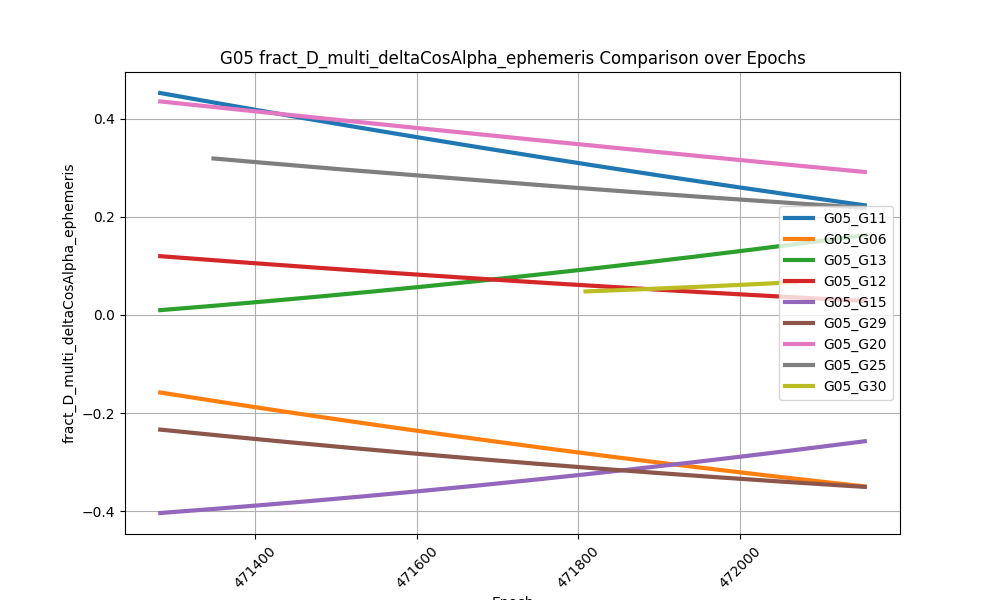 G05 fract_D_multi_deltaCosAlpha_ephemeris Comparison over Epochs
fract_D_multi_deltaCosAlpha_ephemeris
0.4
0.2
0.0
−0.2
−0.4
G05_G11
G05_G06
G05_G13
G05_G12
G05_G15
G05_G29
G05_G20
G05_G25
G05_G30
471400
471600
471800
472000
Epoch